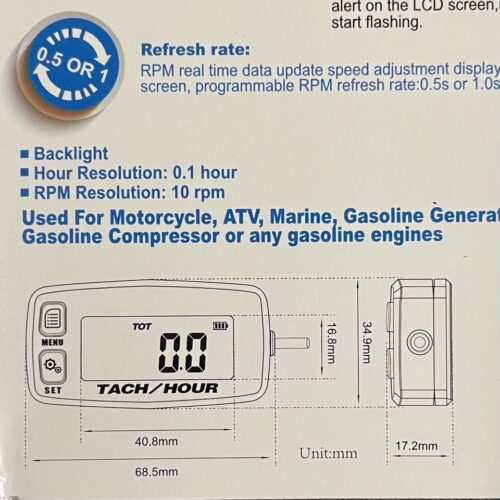 alert on the LCD screen,
start flashing.
0.5 OR 1
Refresh rate:
RPM real time data update speed adjustment display
screen, programmable RPM refresh rate:0.5s or 1.0s
Backlight
Hour Resolution: 0.1 hour
RPM Resolution: 10 rpm
Used For Motorcycle, ATV, Marine, Gasoline
Gasoline Compressor or any gasoline engines
TOT
MENU
0.0
SET
TACH/HOUR
16.8mm
34.9mm
40.8mm
68.5mm
Unit:mm
17.2mm